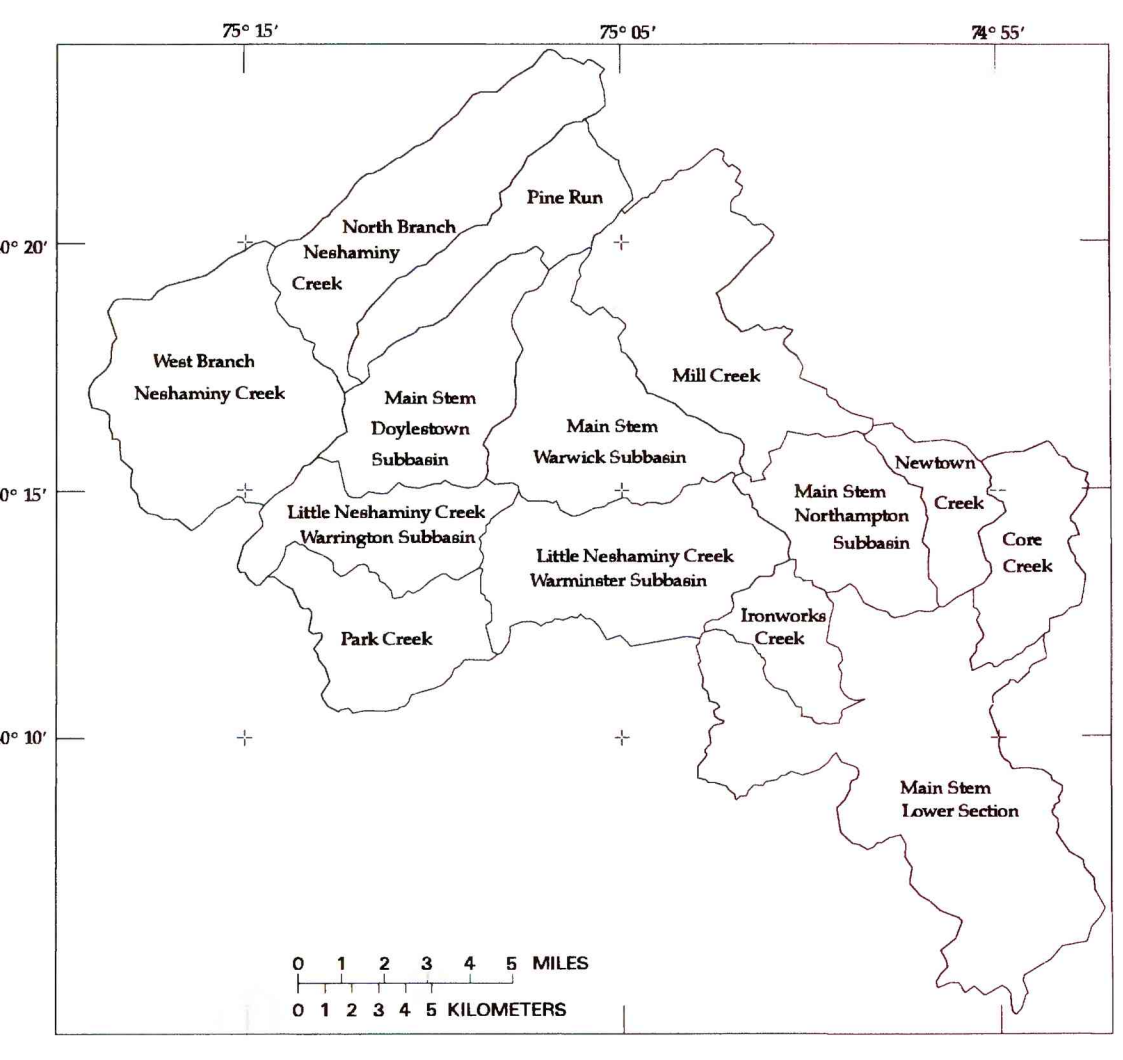 75° 15′ 75° 05′ 74° 55′
Pine Run
North Branch
Neshaminy
Creek
0° 20′
West Branch
Neshaminy Creek
Mill Creek
Main Stem
Doylestown
Subbasin
Main Stem
Warwick Subbasin
Newtown
Creek
0° 15′
Main Stem
Northampton
Subbasin
Little Neshaminy Creek
Warrington Subbasin
Core
Creek
Little Neshaminy Creek
Warminster Subbasin
Ironworks
Creek
Park Creek
0° 10′
Main Stem
Lower Section
0 1 2 3 4 5 MILES
0 1 2 3 4 5 KILOMETERS